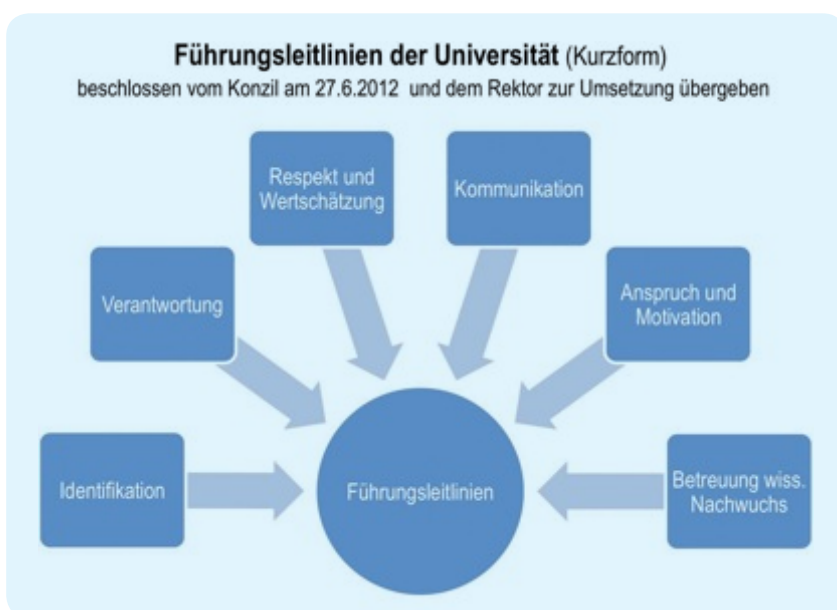 Führungsleitlinien der Universität (Kurzform)
beschlossen vom Konzil am 27.6.2012 und dem Rektor zur Umsetzung übergeben
Respekt und
Wertschätzung
Kommunikation
Verantwortung
Anspruch und
Motivation
Identifikation
Führungsleitlinien
Betreuung wiss.
Nachwuchs